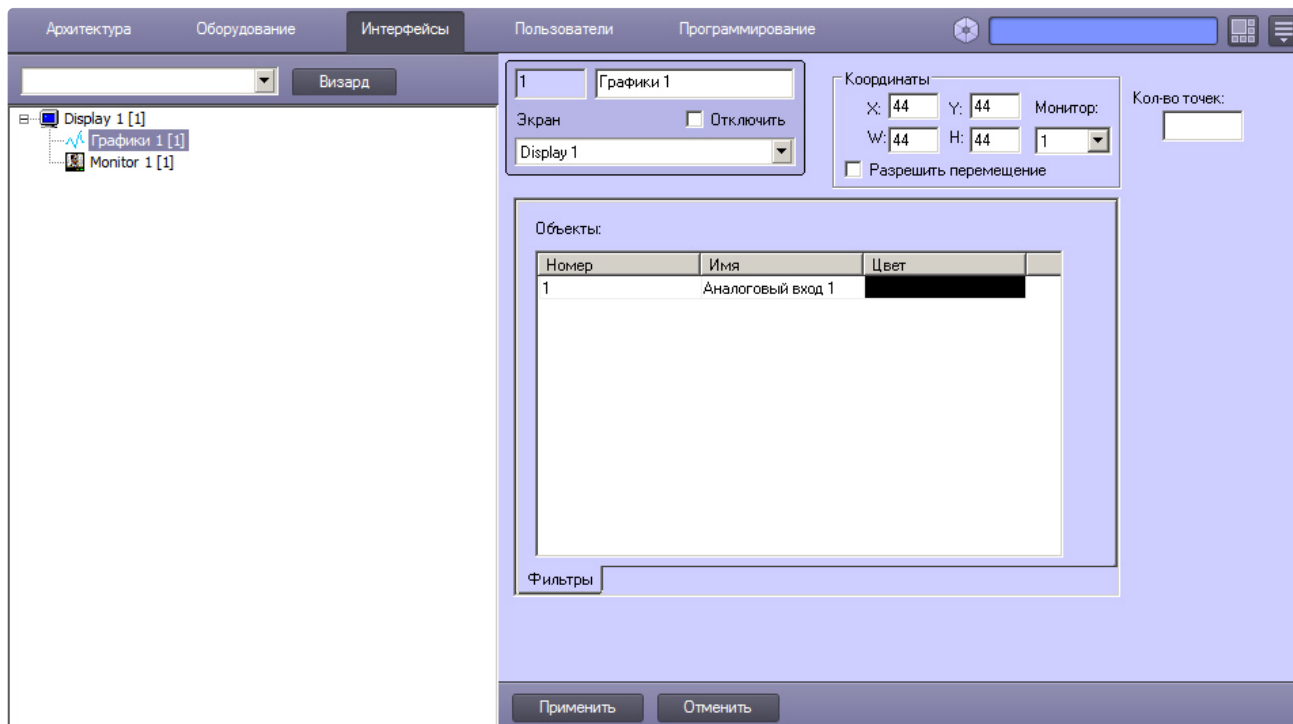 Архитектура Оборудование Интерфейсы Пользователи Программирование
Визард
Display 1 [1]
Графики 1 [1]
Monitor 1 [1]
1 Графики 1
Экран Отключить
Display 1
Координаты
X: 44 Y: 44 Монитор:
W: 44 H: 44 1
Разрешить перемещение
Кол-во точек:
Объекты:
Номер Имя Цвет
1 Аналоговый вход 1
Фильтры
Применить Отменить